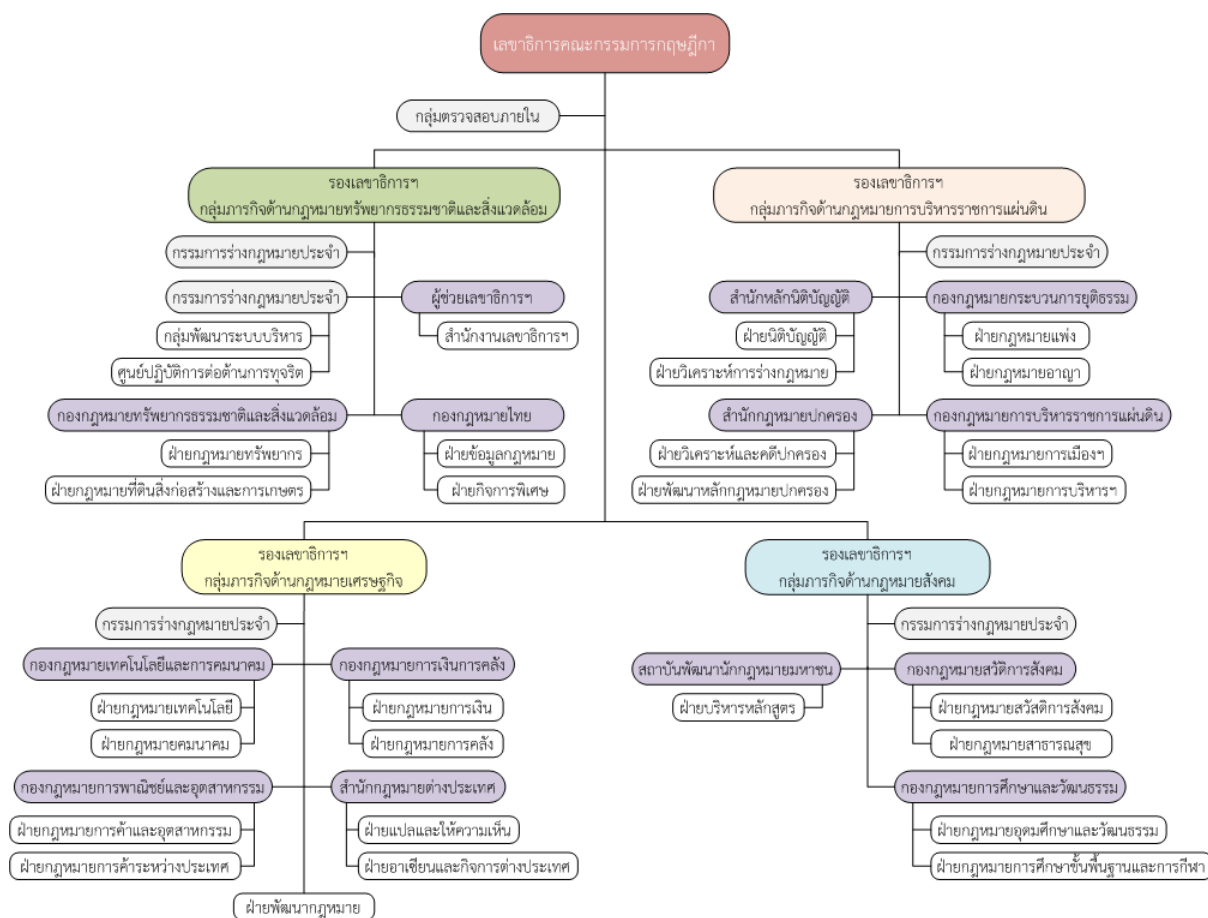 เลขาธิการคณะกรรมการกฤษฎีกา
กลุ่มตรวจสอบภายใน
รองเลขาธิการฯ
กลุ่มภารกิจด้านกฎหมายทรัพยากรธรรมชาติและสิ่งแวดล้อม
กรรมการร่างกฎหมายประจำ
กรรมการร่างกฎหมายประจำ
กลุ่มพัฒนาระบบบริหาร
ศูนย์ปฏิบัติการต่อต้านการทุจริต
ผู้ช่วยเลขาธิการฯ
สำนักงานเลขาธิการฯ
กองกฎหมายทรัพยากรธรรมชาติและสิ่งแวดล้อม
ฝ่ายกฎหมายทรัพยากร
ฝ่ายกฎหมายที่ดินสิ่งก่อสร้างและการเกษตร
กองกฎหมายไทย
ฝ่ายข้อมูลกฎหมาย
ฝ่ายกิจการพิเศษ
รองเลขาธิการฯ
กลุ่มภารกิจด้านกฎหมายการบริหารราชการแผ่นดิน
กรรมการร่างกฎหมายประจำ
สำนักหลักนิติบัญญัติ
ฝ่ายนิติบัญญัติ
ฝ่ายวิเคราะห์การร่างกฎหมาย
กองกฎหมายกระบวนการยุติธรรม
ฝ่ายกฎหมายแพ่ง
ฝ่ายกฎหมายอาญา
สำนักกฎหมายปกครอง
ฝ่ายวิเคราะห์และคดีปกครอง
ฝ่ายพัฒนาหลักกฎหมายปกครอง
กองกฎหมายการบริหารราชการแผ่นดิน
ฝ่ายกฎหมายการเมืองฯ
ฝ่ายกฎหมายการบริหารฯ
รองเลขาธิการฯ
กลุ่มภารกิจด้านกฎหมายเศรษฐกิจ
กรรมการร่างกฎหมายประจำ
กองกฎหมายเทคโนโลยีและการคมนาคม
ฝ่ายกฎหมายเทคโนโลยี
ฝ่ายกฎหมายคมนาคม
กองกฎหมายการเงินการคลัง
ฝ่ายกฎหมายการเงิน
ฝ่ายกฎหมายการคลัง
กองกฎหมายการพาณิชย์และอุตสาหกรรม
ฝ่ายกฎหมายการค้าและอุตสาหกรรม
ฝ่ายกฎหมายการค้าระหว่างประเทศ
สำนักกฎหมายต่างประเทศ
ฝ่ายแปลและให้ความเห็น
ฝ่ายอาเซียนและกิจการต่างประเทศ
ฝ่ายพัฒนากฎหมาย
รองเลขาธิการฯ
กลุ่มภารกิจด้านกฎหมายสังคม
กรรมการร่างกฎหมายประจำ
สถาบันพัฒนานักกฎหมายมหาชน
ฝ่ายบริหารหลักสูตร
กองกฎหมายสวัติการสังคม
ฝ่ายกฎหมายสวัสติการสังคม
ฝ่ายกฎหมายสาธารณสุข
กองกฎหมายการศึกษาและวัฒนธรรม
ฝ่ายกฎหมายอุดมศึกษาและวัฒนธรรม
ฝ่ายกฎหมายการศึกษาขั้นพื้นฐานและการกีฬา